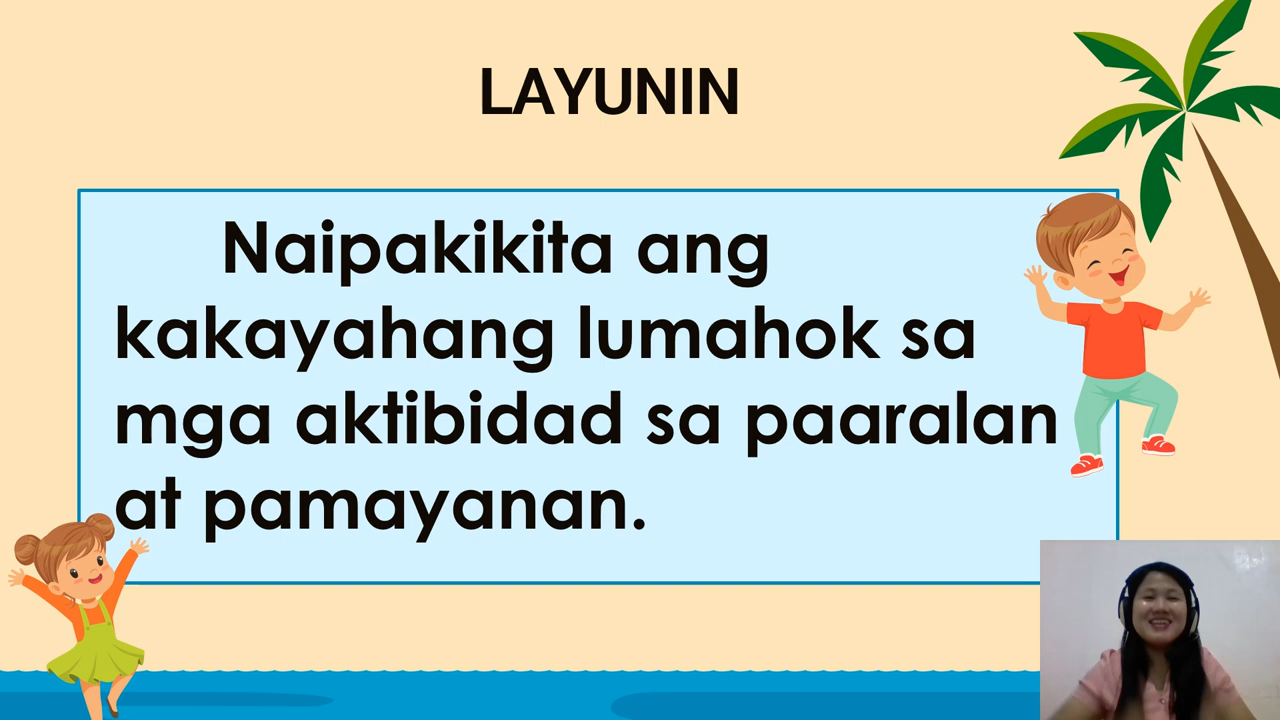 LAYUNIN
Naipakikita ang
kakayahang lumahok sa
mga aktibidad sa paaralan
at pamayanan.